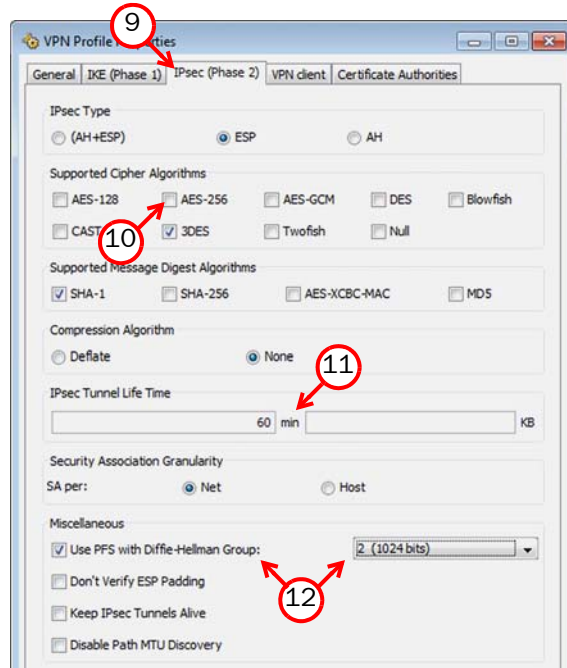 9
VPN Profile Properties
General IKE (Phase 1) IPsec (Phase 2) VPN client Certificate Authorities
IPsec Type
(AH+ESP) ESP AH
Supported Cipher Algorithms
AES-128 AES-256 AES-GCM DES Blowfish
CAST 3DES Twofish Null
10
Supported Message Digest Algorithms
SHA-1 SHA-256 AES-XCBC-MAC MD5
Compression Algorithm
Deflate None
11
IPsec Tunnel Life Time
60 min KB
Security Association Granularity
SA per: Net Host
Miscellaneous
Use PFS with Diffie-Hellman Group: 2 (1024 bits)
Don't Verify ESP Padding
12
Keep IPsec Tunnels Alive
Disable Path MTU Discovery